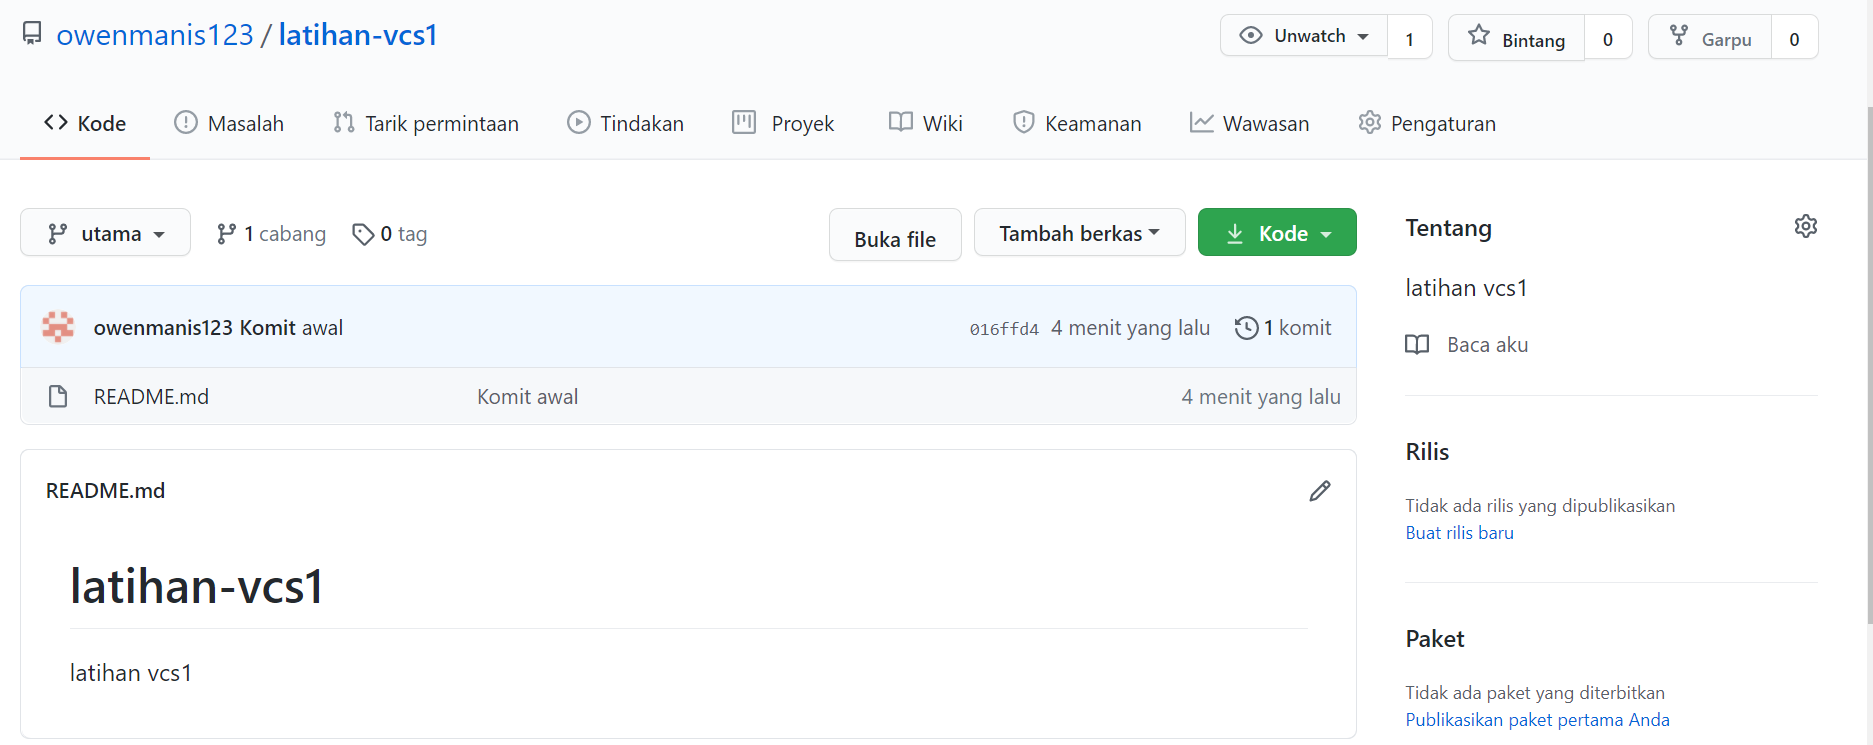 owenmanis123 / latihan-vcs1
Unwatch 1
Bintang 0
Garpu 0
Kode Masalah Tarik permintaan Tindakan Proyek Wiki Keamanan Wawasan Pengaturan
utama 1 cabang 0 tag Buka file Tambah berkas Kode
owenmanis123 Komit awal 016ffd4 4 menit yang lalu 1 komit
README.md Komit awal 4 menit yang lalu
README.md
latihan-vcs1
latihan vcs1
Tentang
latihan vcs1
Baca aku
Rilis
Tidak ada rilis yang dipublikasikan
Buat rilis baru
Paket
Tidak ada paket yang diterbitkan
Publikasikan paket pertama Anda